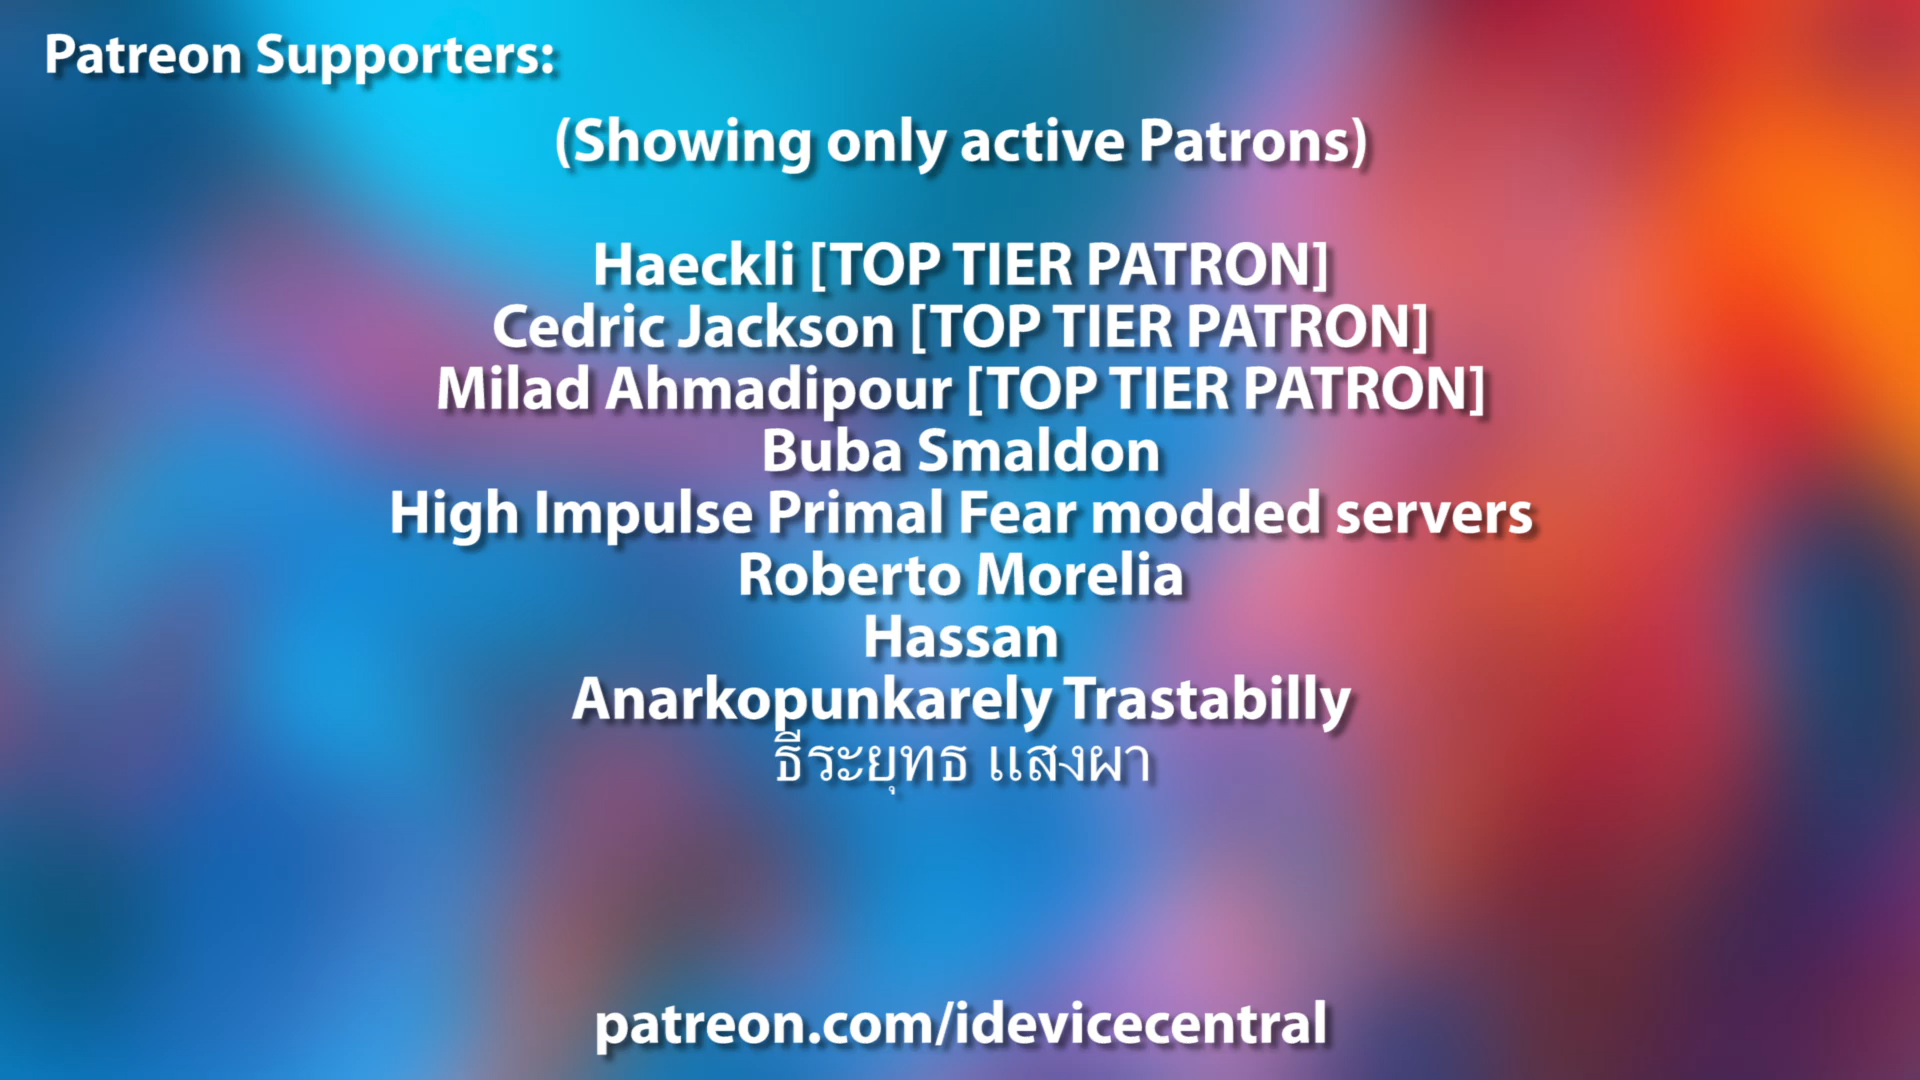 Patreon Supporters:
(Showing only active Patrons)
Haeckli [TOP TIER PATRON]
Cedric Jackson [TOP TIER PATRON]
Milad Ahmadipour [TOP TIER PATRON]
Buba Smaldon
High Impulse Primal Fear modded servers
Roberto Morelia
Hassan
Anarkopunkarely Trastabilly
ธีระยุทธ แสงผา
patreon.com/idevicecentral